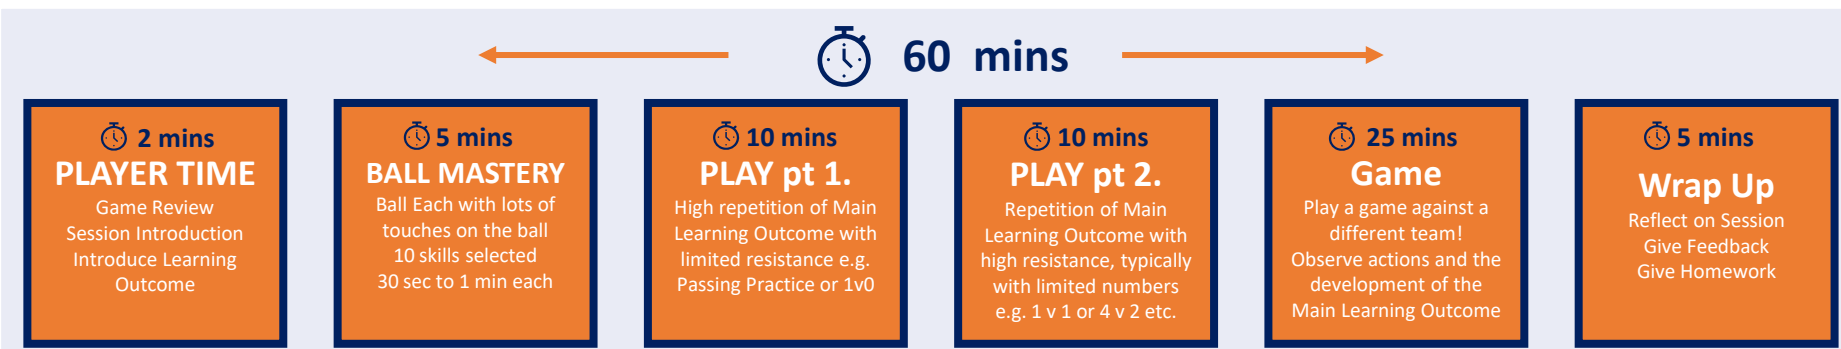 60 mins
2 mins
PLAYER TIME
Game Review
Session Introduction
Introduce Learning
Outcome
5 mins
BALL MASTERY
Ball Each with lots of
touches on the ball
10 skills selected
30 sec to 1 min each
10 mins
PLAY pt 1.
High repetition of Main
Learning Outcome with
limited resistance e.g.
Passing Practice or 1v0
10 mins
PLAY pt 2.
Repetition of Main
Learning Outcome with
high resistance, typically
with limited numbers
e.g. 1 v 1 or 4 v 2 etc.
25 mins
Game
Play a game against a
different team!
Observe actions and the
development of the
Main Learning Outcome
5 mins
Wrap Up
Reflect on Session
Give Feedback
Give Homework